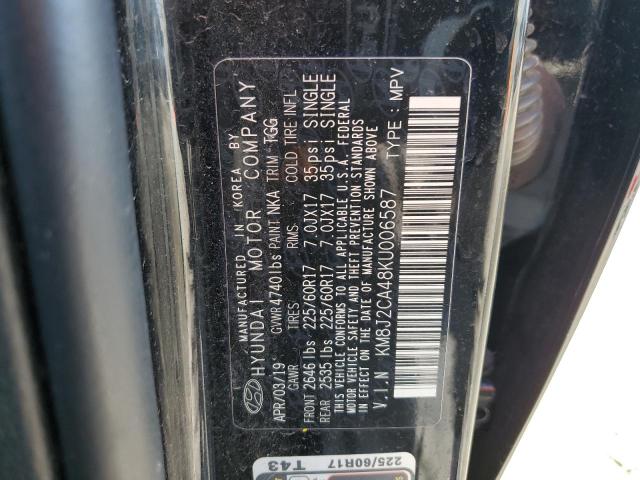 MANUFACTURED IN KOREA BY
HYUNDAI MOTOR COMPANY
APR/03/19 GVWR 4740 lbs PAINT NKA TRIM TGG
GAWR TIRES RIMS COLD TIRE INFL
FRONT 2646 lbs 225/60R17 7.0JX17 35psi SINGLE
REAR 2535 lbs 225/60R17 7.0JX17 35psi SINGLE
THIS VEHICLE CONFORMS TO ALL APPLICABLE U.S.A. FEDERAL
MOTOR VEHICLE SAFETY AND THEFT PREVENTION STANDARDS
IN EFFECT ON THE DATE OF MANUFACTURE SHOWN ABOVE
V.I.N : KM8J2CA48KU006587 TYPE : MPV
T43
225/60R17